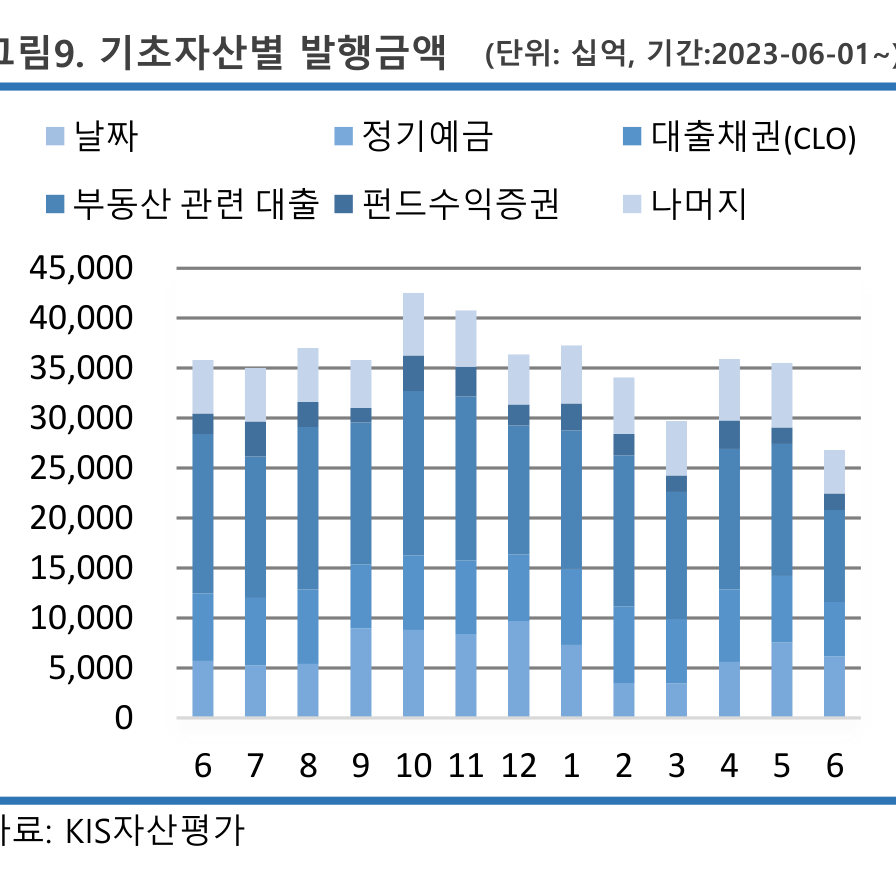 그림9. 기초자산별 발행금액 (단위: 십억, 기간:2023-06-01~)
날짜 정기예금 대출채권(CLO)
부동산 관련 대출 펀드수익증권 나머지
45,000
40,000
35,000
30,000
25,000
20,000
15,000
10,000
5,000
0
6 7 8 9 10 11 12 1 2 3 4 5 6
자료: KIS자산평가